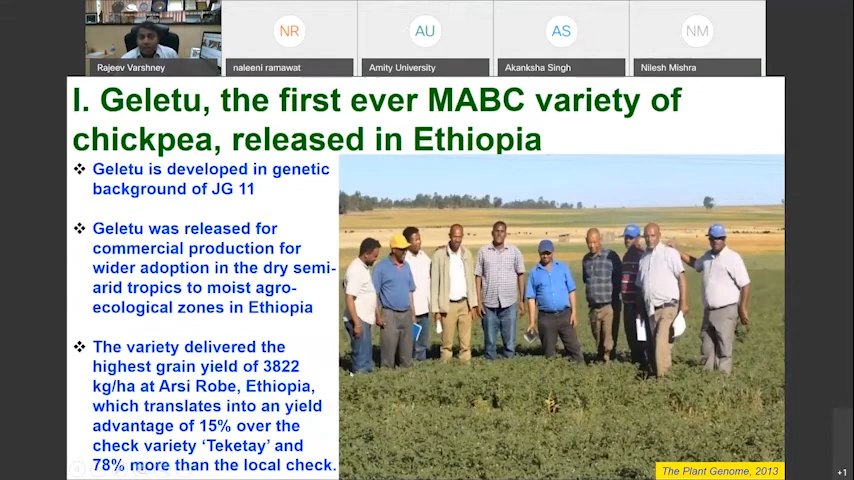 NR
AU
AS
NM
Rajeev Varshney
naleeni ramawat
Amity University
Akanksha Singh
Nilesh Mishra
I. Geletu, the first ever MABC variety of
chickpea, released in Ethiopia
❖ Geletu is developed in genetic
background of JG 11
❖ Geletu was released for
commercial production for
wider adoption in the dry semi-
arid tropics to moist agro-
ecological zones in Ethiopia
❖ The variety delivered the
highest grain yield of 3822
kg/ha at Arsi Robe, Ethiopia,
which translates into an yield
advantage of 15% over the
check variety ‘Teketay’ and
78% more than the local check.
The Plant Genome, 2013
+1